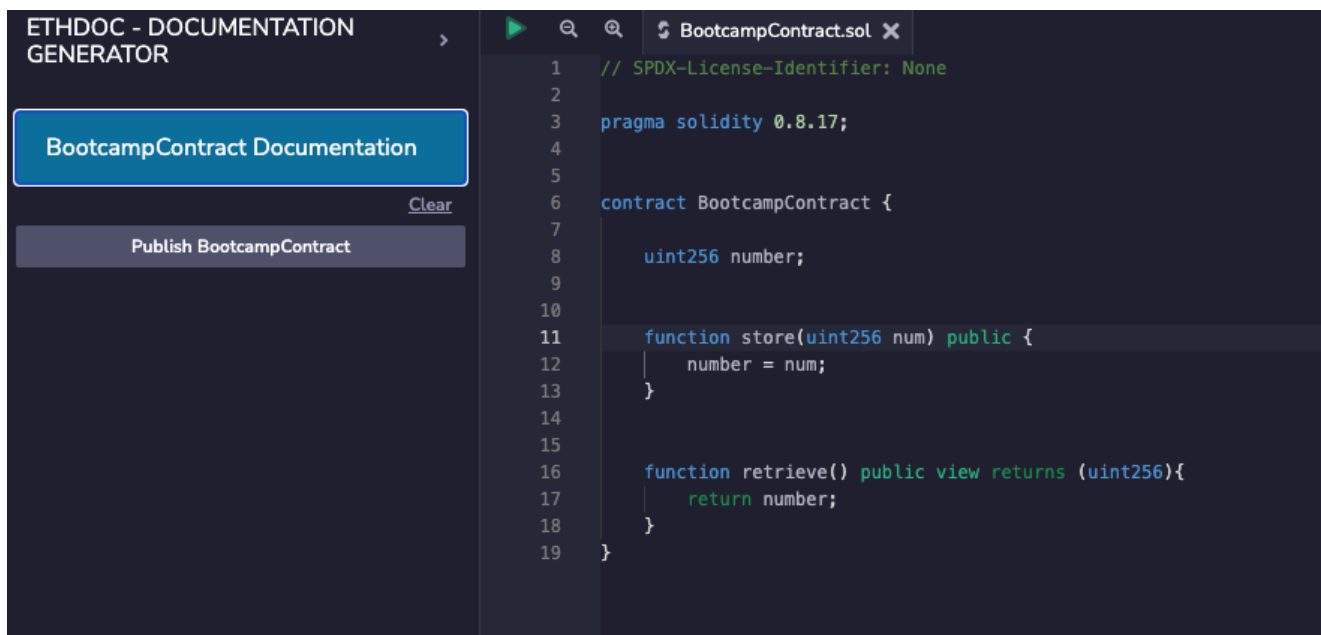 ETHDOC - DOCUMENTATION
GENERATOR
BootcampContract Documentation
Clear
Publish BootcampContract
BootcampContract.sol
1 // SPDX-License-Identifier: None
2
3 pragma solidity 0.8.17;
4
5
6 contract BootcampContract {
7
8     uint256 number;
9
10
11     function store(uint256 num) public {
12         number = num;
13     }
14
15
16     function retrieve() public view returns (uint256){
17         return number;
18     }
19 }